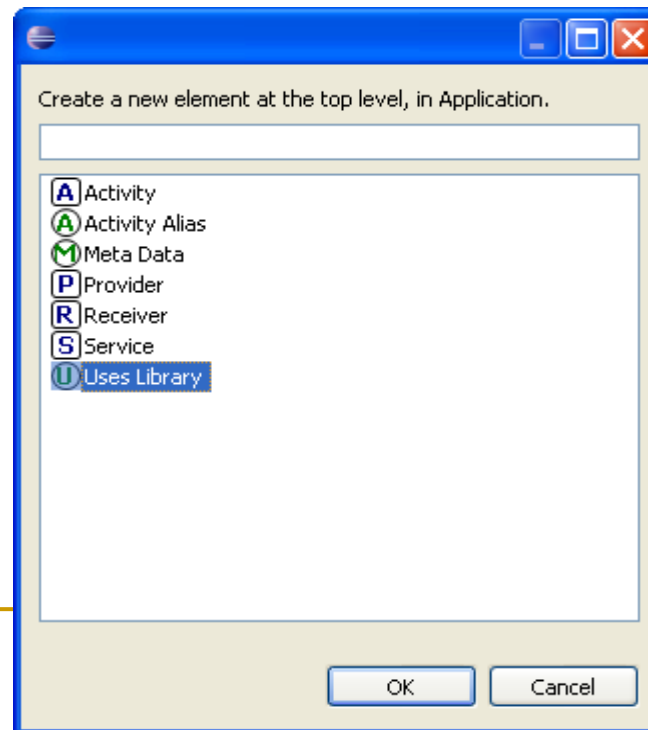 Create a new element at the top level, in Application.
A Activity
A Activity Alias
M Meta Data
P Provider
R Receiver
S Service
U Uses Library
OK Cancel